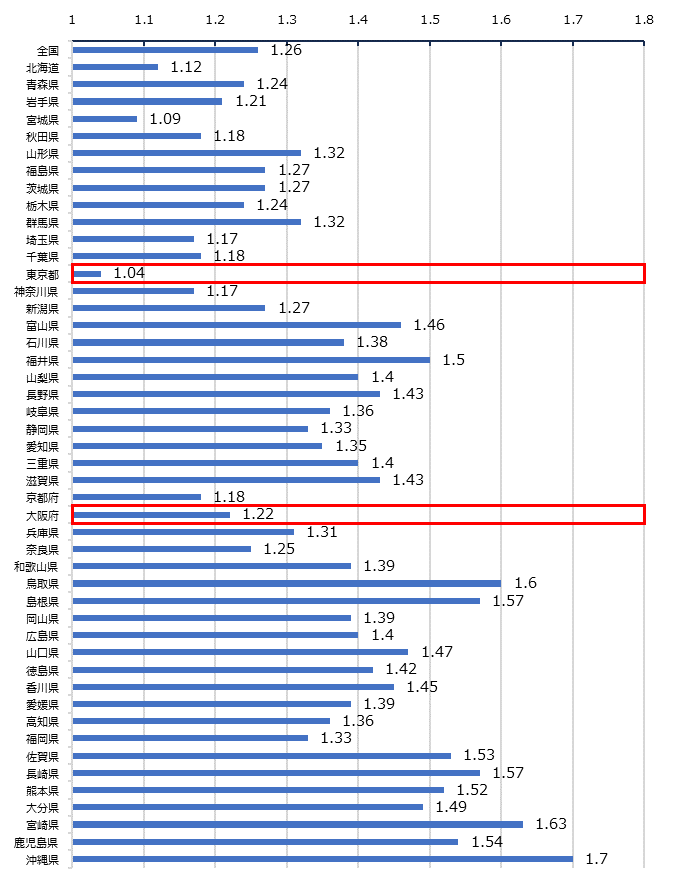 1 1.1 1.2 1.3 1.4 1.5 1.6 1.7 1.8
全国 1.26
北海道 1.12
青森県 1.24
岩手県 1.21
宮城県 1.09
秋田県 1.18
山形県 1.32
福島県 1.27
茨城県 1.27
栃木県 1.24
群馬県 1.32
埼玉県 1.17
千葉県 1.18
東京都 1.04
神奈川県 1.17
新潟県 1.27
富山県 1.46
石川県 1.38
福井県 1.5
山梨県 1.4
長野県 1.43
岐阜県 1.36
静岡県 1.33
愛知県 1.35
三重県 1.4
滋賀県 1.43
京都府 1.18
大阪府 1.22
兵庫県 1.31
奈良県 1.25
和歌山県 1.39
鳥取県 1.6
島根県 1.57
岡山県 1.39
広島県 1.4
山口県 1.47
徳島県 1.42
香川県 1.45
愛媛県 1.39
高知県 1.36
福岡県 1.33
佐賀県 1.53
長崎県 1.57
熊本県 1.52
大分県 1.49
宮崎県 1.63
鹿児島県 1.54
沖縄県 1.7